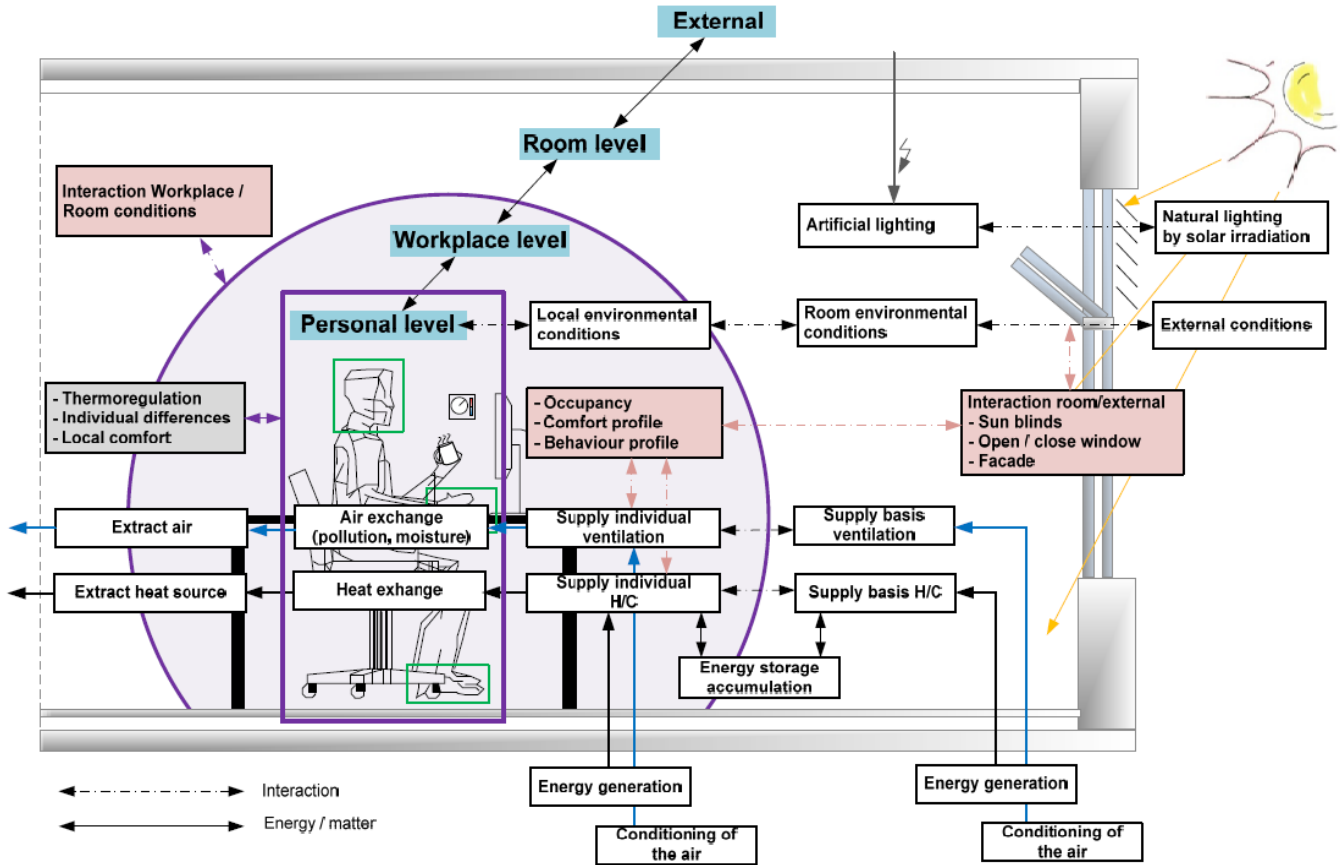 External
Room level
Interaction Workplace /
Room conditions
Workplace level
Artificial lighting
Natural lighting
by solar irradiation
Personal level
Local environmental
conditions
Room environmental
conditions
External conditions
- Thermoregulation
- Individual differences
- Local comfort
- Occupancy
- Comfort profile
- Behaviour profile
Interaction room/external
- Sun blinds
- Open / close window
- Facade
Extract air
Air exchange
(pollution, moisture)
Supply individual
ventilation
Supply basis
ventilation
Extract heat source
Heat exhange
Supply individual
H/C
Supply basis H/C
Energy storage
accumulation
Energy generation
Energy generation
Interaction
Energy / matter
Conditioning of
the air
Conditioning of
the air